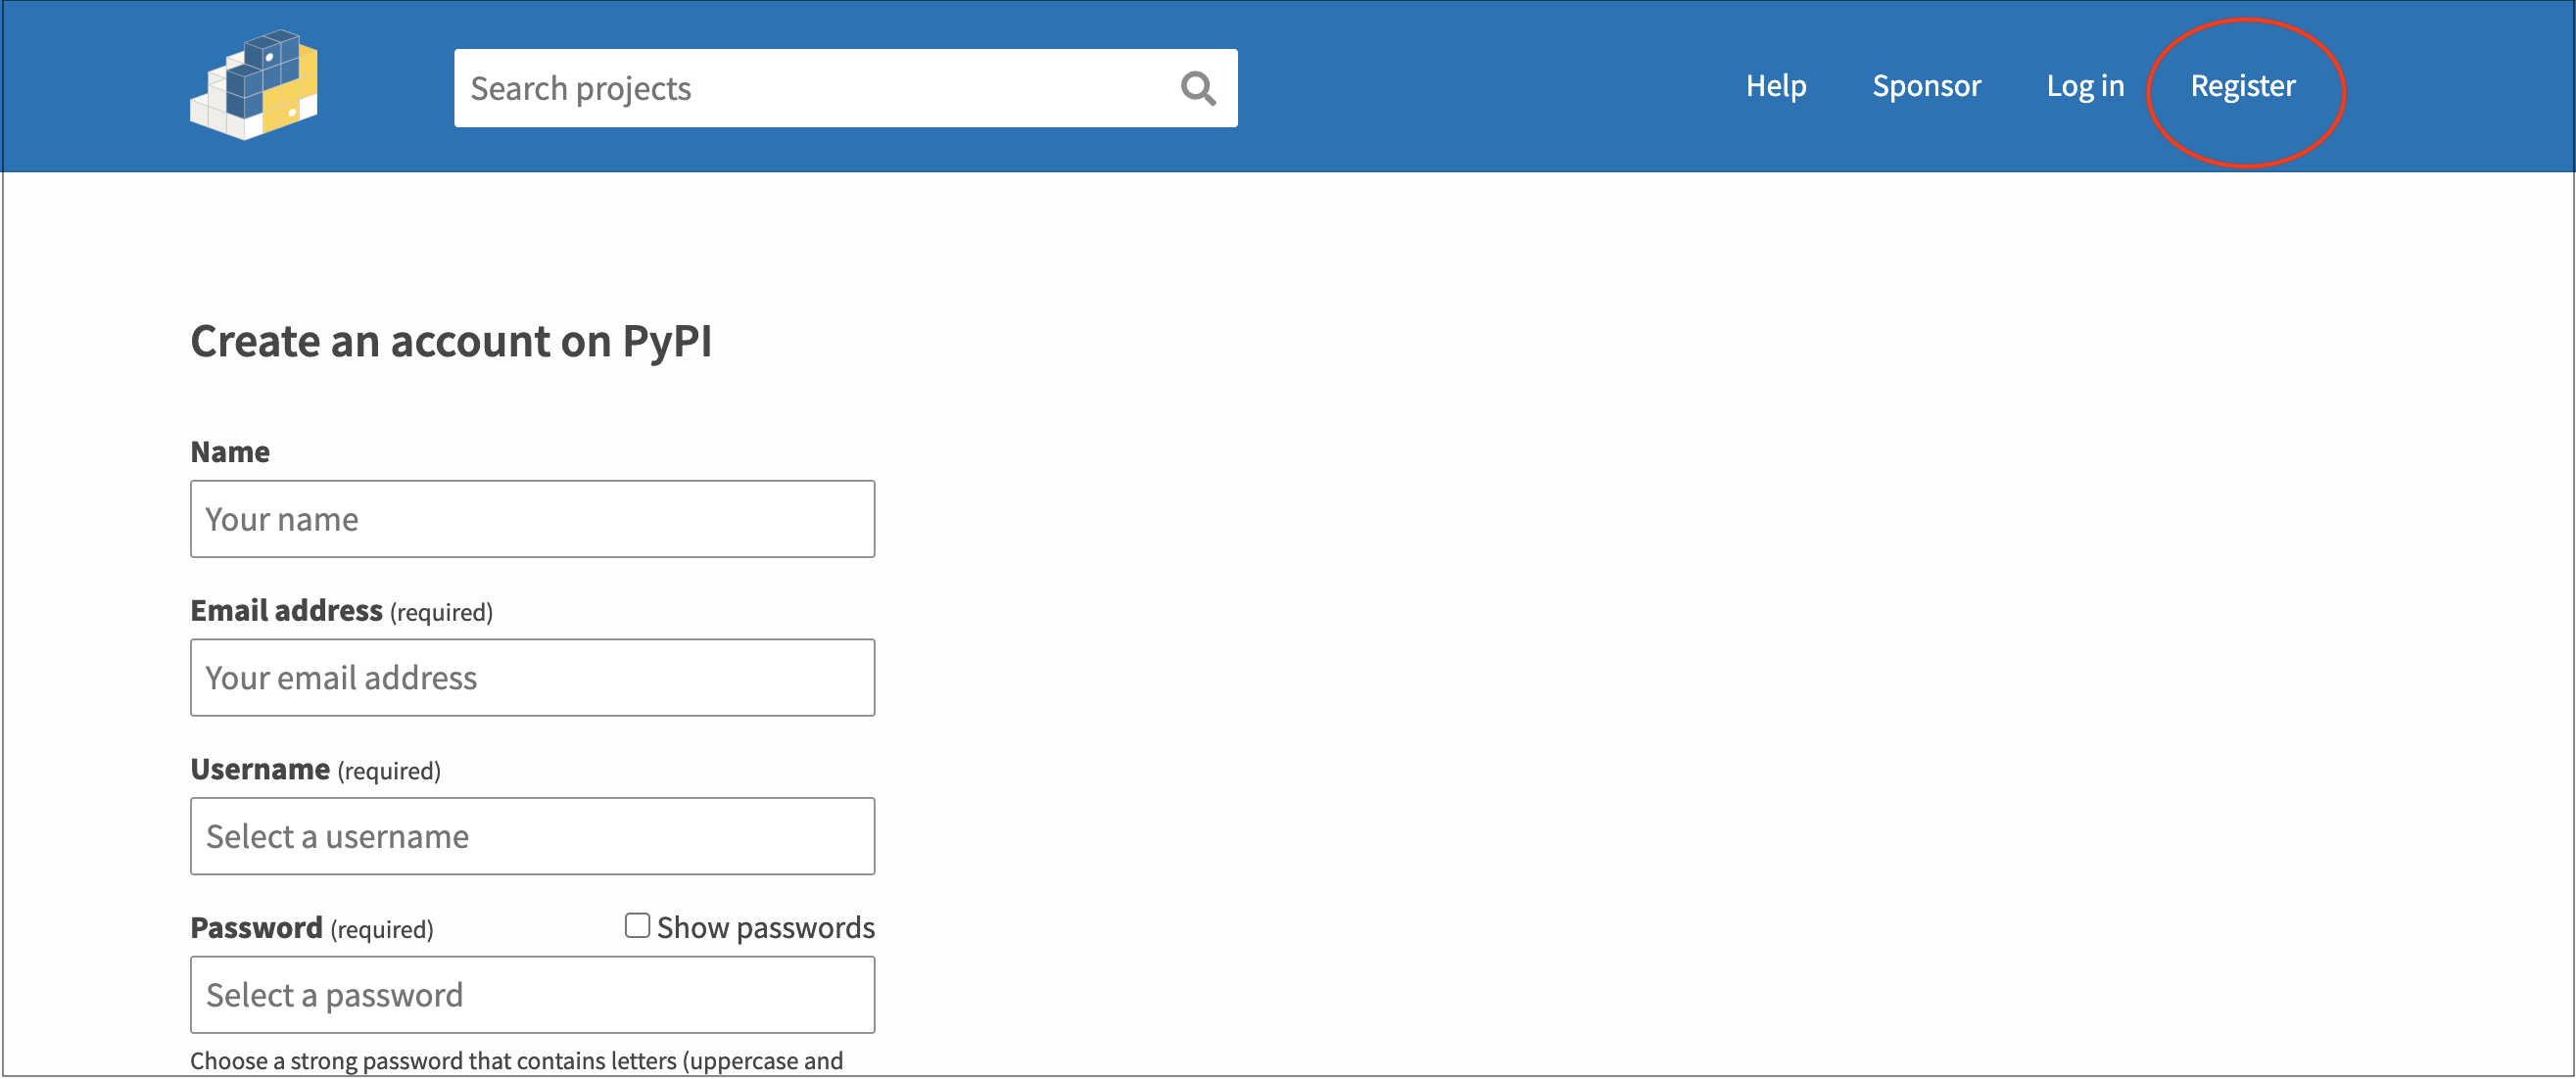 Search projects
Help Sponsor Log in Register
Create an account on PyPI
Name
Your name
Email address (required)
Your email address
Username (required)
Select a username
Password (required) Show passwords
Select a password
Choose a strong password that contains letters (uppercase and